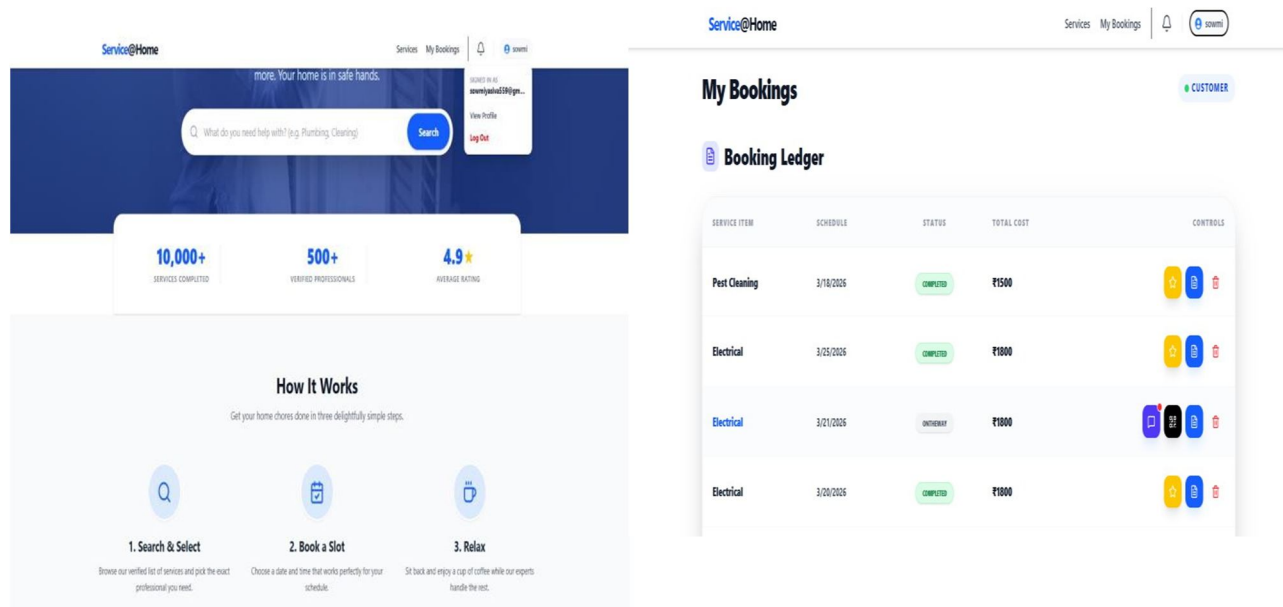 Service@Home
Services My Bookings
sowmi
SIGNED IN AS
sowmiyasiva559@gm...
View Profile
Log Out
more. Your home is in safe hands.
What do you need help with? (e.g. Plumbing, Cleaning)
Search
10,000+
SERVICES COMPLETED
500+
VERIFIED PROFESSIONALS
4.9★
AVERAGE RATING
How It Works
Get your home chores done in three delightfully simple steps.
1. Search & Select
Browse our verified list of services and pick the exact
professional you need.
2. Book a Slot
Choose a date and time that works perfectly for your
schedule.
3. Relax
Sit back and enjoy a cup of coffee while our experts
handle the rest.
Service@Home
Services My Bookings
sowmi
My Bookings
CUSTOMER
Booking Ledger
SERVICE ITEM SCHEDULE STATUS TOTAL COST CONTROLS
Pest Cleaning 3/18/2026 COMPLETED ₹1500
Electrical 3/25/2026 COMPLETED ₹1800
Electrical 3/21/2026 ONTHEWAY ₹1800
Electrical 3/20/2026 COMPLETED ₹1800